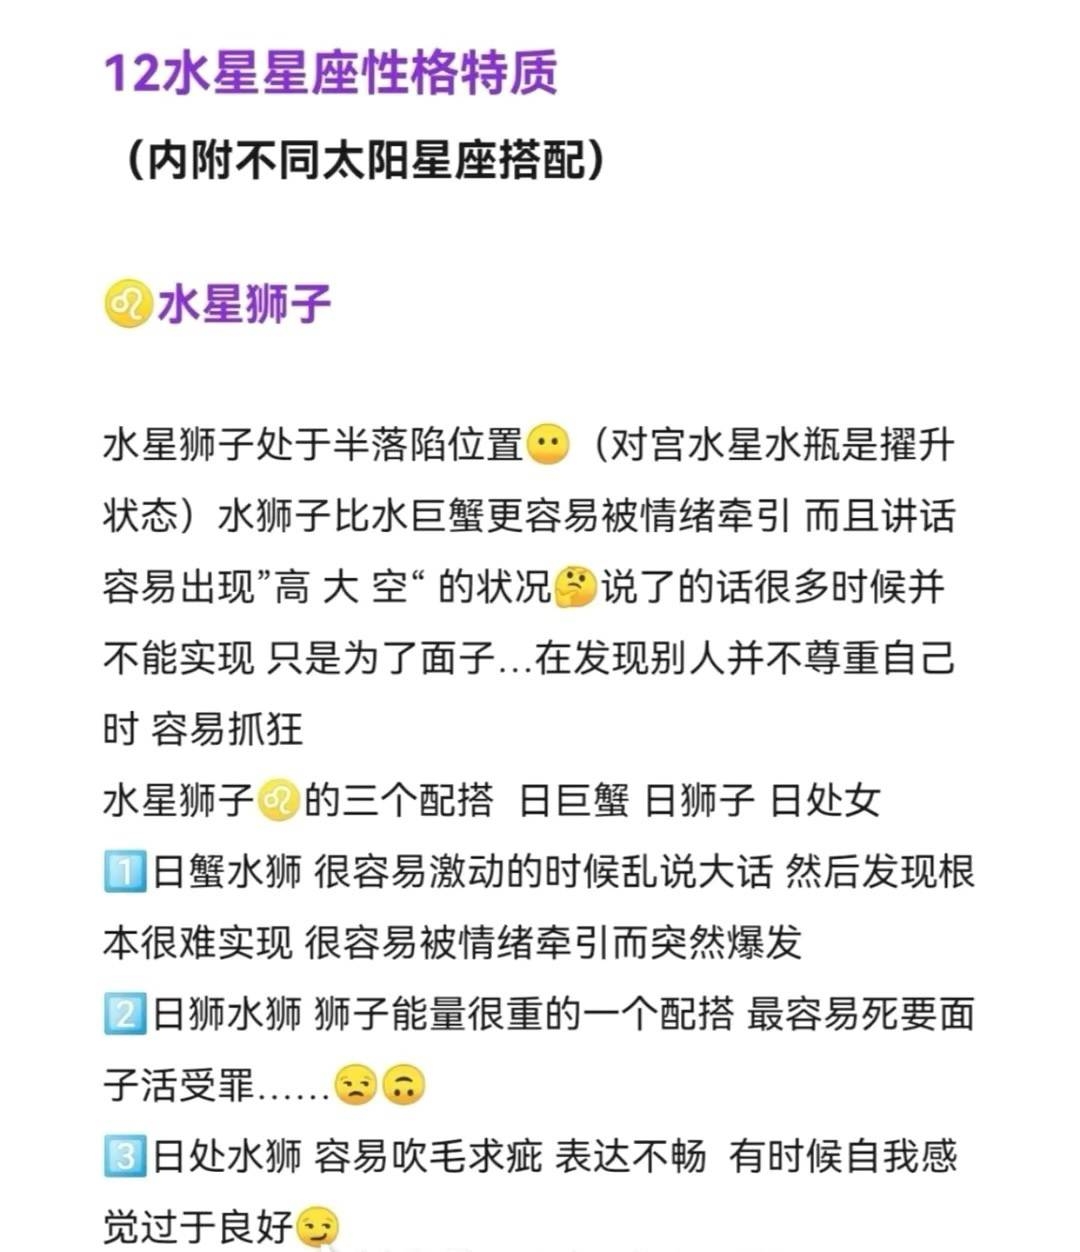 12水星星座性格特质
（内附不同太阳星座搭配）
♌水星狮子
水星狮子处于半落陷位置😶（对宫水星水瓶是擢升
状态）水狮子比水巨蟹更容易被情绪牵引 而且讲话
容易出现”高 大 空“ 的状况🤔说了的话很多时候并
不能实现 只是为了面子...在发现别人并不尊重自己
时 容易抓狂
水星狮子♌的三个配搭  日巨蟹 日狮子 日处女
1️⃣日蟹水狮 很容易激动的时候乱说大话 然后发现根
本很难实现 很容易被情绪牵引而突然爆发
2️⃣日狮水狮 狮子能量很重的一个配搭 最容易死要面
子活受罪......😒🙃
3️⃣日处水狮 容易吹毛求疵 表达不畅  有时候自我感
觉过于良好😏